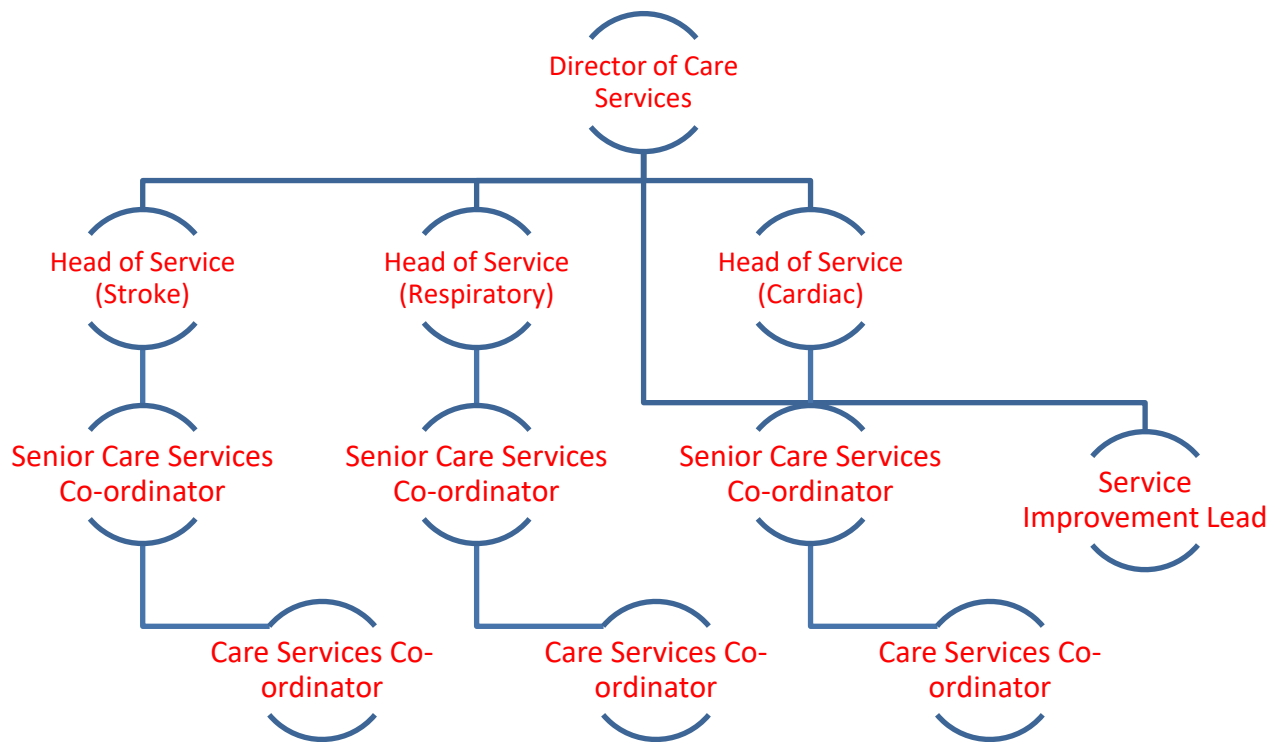 Director of Care
Services
Head of Service
(Stroke)
Head of Service
(Respiratory)
Head of Service
(Cardiac)
Senior Care Services
Co-ordinator
Senior Care Services
Co-ordinator
Senior Care Services
Co-ordinator
Service
Improvement Lead
Care Services Co-
ordinator
Care Services Co-
ordinator
Care Services Co-
ordinator